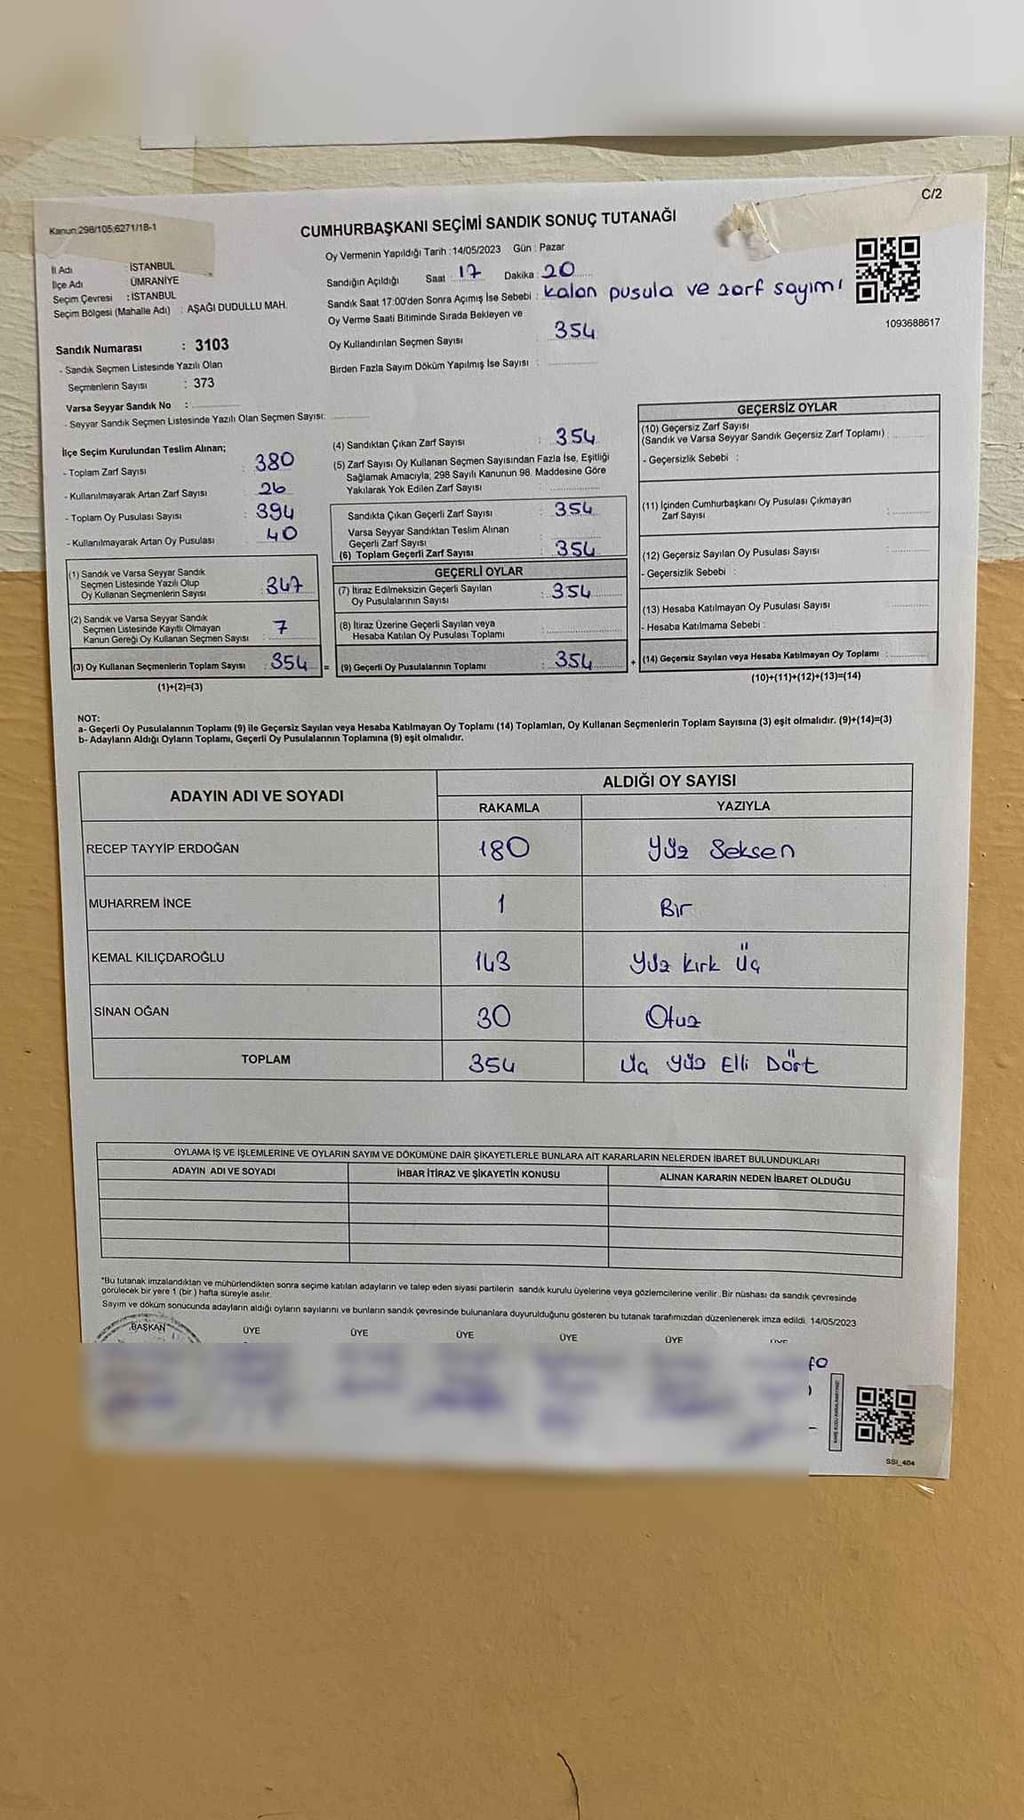 C/2
Kanun:298/105;6271/18-1
CUMHURBAŞKANI SEÇİMİ SANDIK SONUÇ TUTANAĞI
Oy Vermenin Yapıldığı Tarih : 14/05/2023 Gün : Pazar
İl Adı : İSTANBUL
İlçe Adı : ÜMRANİYE
Seçim Çevresi : İSTANBUL
Seçim Bölgesi (Mahalle Adı) : AŞAĞI DUDULLU MAH.
Sandığın Açıldığı Saat : 17 Dakika : 20
Sandık Saat 17:00'den Sonra Açımış İse Sebebi : Kalan pusula ve zarf sayımı
Oy Verme Saati Bitiminde Sırada Bekleyen ve
Oy Kullandırılan Seçmen Sayısı : 354
Birden Fazla Sayım Döküm Yapılmış İse Sayısı :
1093688617
Sandık Numarası : 3103
- Sandık Seçmen Listesinde Yazılı Olan
Seçmenlerin Sayısı : 373
Varsa Seyyar Sandık No :
- Seyyar Sandık Seçmen Listesinde Yazılı Olan Seçmen Sayısı:
İlçe Seçim Kurulundan Teslim Alınan;
- Toplam Zarf Sayısı : 380
- Kullanılmayarak Artan Zarf Sayısı : 26
- Toplam Oy Pusulası Sayısı : 394
- Kullanılmayarak Artan Oy Pusulası : 40
(1) Sandık ve Varsa Seyyar Sandık
Seçmen Listesinde Yazılı Olup
Oy Kullanan Seçmenlerin Sayısı : 347
(2) Sandık ve Varsa Seyyar Sandık
Seçmen Listesinde Kayıtlı Olmayan
Kanun Gereği Oy Kullanan Seçmen Sayısı : 7
(3) Oy Kullanan Seçmenlerin Toplam Sayısı : 354 =
(1)+(2)=(3)
(4) Sandıktan Çıkan Zarf Sayısı : 354
(5) Zarf Sayısı Oy Kullanan Seçmen Sayısından Fazla İse, Eşitliği
Sağlamak Amacıyla; 298 Sayılı Kanunun 98. Maddesine Göre
Yakılarak Yok Edilen Zarf Sayısı :
Sandıkta Çıkan Geçerli Zarf Sayısı : 354
Varsa Seyyar Sandıktan Teslim Alınan
Geçerli Zarf Sayısı :
(6) Toplam Geçerli Zarf Sayısı : 354
GEÇERLİ OYLAR
(7) İtiraz Edilmeksizin Geçerli Sayılan
Oy Pusulalarının Sayısı : 354
(8) İtiraz Üzerine Geçerli Sayılan veya
Hesaba Katılan Oy Pusulası Toplamı :
(9) Geçerli Oy Pusulalarının Toplamı : 354 +
GEÇERSİZ OYLAR
(10) Geçersiz Zarf Sayısı
(Sandık ve Varsa Seyyar Sandık Geçersiz Zarf Toplamı) :
- Geçersizlik Sebebi :
(11) İçinden Cumhurbaşkanı Oy Pusulası Çıkmayan
Zarf Sayısı :
(12) Geçersiz Sayılan Oy Pusulası Sayısı :
- Geçersizlik Sebebi :
(13) Hesaba Katılmayan Oy Pusulası Sayısı :
- Hesaba Katılmama Sebebi :
(14) Geçersiz Sayılan veya Hesaba Katılmayan Oy Toplamı :
(10)+(11)+(12)+(13)=(14)
NOT:
a- Geçerli Oy Pusulalarının Toplamı (9) ile Geçersiz Sayılan veya Hesaba Katılmayan Oy Toplamı (14) Toplamları, Oy Kullanan Seçmenlerin Toplam Sayısına (3) eşit olmalıdır. (9)+(14)=(3)
b- Adayların Aldığı Oyların Toplamı, Geçerli Oy Pusulalarının Toplamına (9) eşit olmalıdır.
ADAYIN ADI VE SOYADI
ALDIĞI OY SAYISI
RAKAMLA YAZIYLA
RECEP TAYYİP ERDOĞAN 180 Yüz Seksen
MUHARREM İNCE 1 Bir
KEMAL KILIÇDAROĞLU 143 Yüz Kırk Üç
SİNAN OĞAN 30 Otuz
TOPLAM 354 Üç Yüz Elli Dört
OYLAMA İŞ VE İŞLEMLERİNE VE OYLARIN SAYIM VE DÖKÜMÜNE DAİR ŞİKAYETLERLE BUNLARA AİT KARARLARIN NELERDEN İBARET BULUNDUKLARI
ADAYIN ADI VE SOYADI İHBAR İTİRAZ VE ŞİKAYETİN KONUSU ALINAN KARARIN NEDEN İBARET OLDUĞU
*Bu tutanak imzalandıktan ve mühürlendikten sonra seçime katılan adayların ve talep eden siyasi partilerin sandık kurulu üyelerine veya gözlemcilerine verilir. Bir nüshası da sandık çevresinde
görülecek bir yere 1 (bir) hafta süreyle asılır.
Sayım ve döküm sonucunda adayların aldığı oyların sayılarını ve bunların sandık çevresinde bulunanlara duyurulduğunu gösteren bu tutanak tarafımızdan düzenlenerek imza edildi. 14/05/2023
BAŞKAN ÜYE ÜYE ÜYE ÜYE ÜYE ÜYE
SSI_404